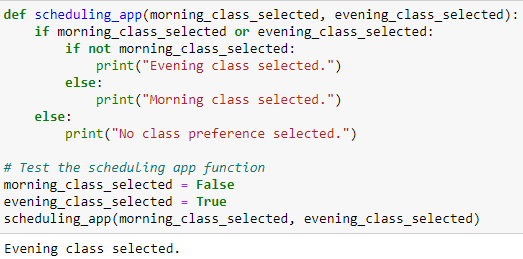 def scheduling_app(morning_class_selected, evening_class_selected):
    if morning_class_selected or evening_class_selected:
        if not morning_class_selected:
            print("Evening class selected.")
        else:
            print("Morning class selected.")
    else:
        print("No class preference selected.")

# Test the scheduling app function
morning_class_selected = False
evening_class_selected = True
scheduling_app(morning_class_selected, evening_class_selected)
Evening class selected.